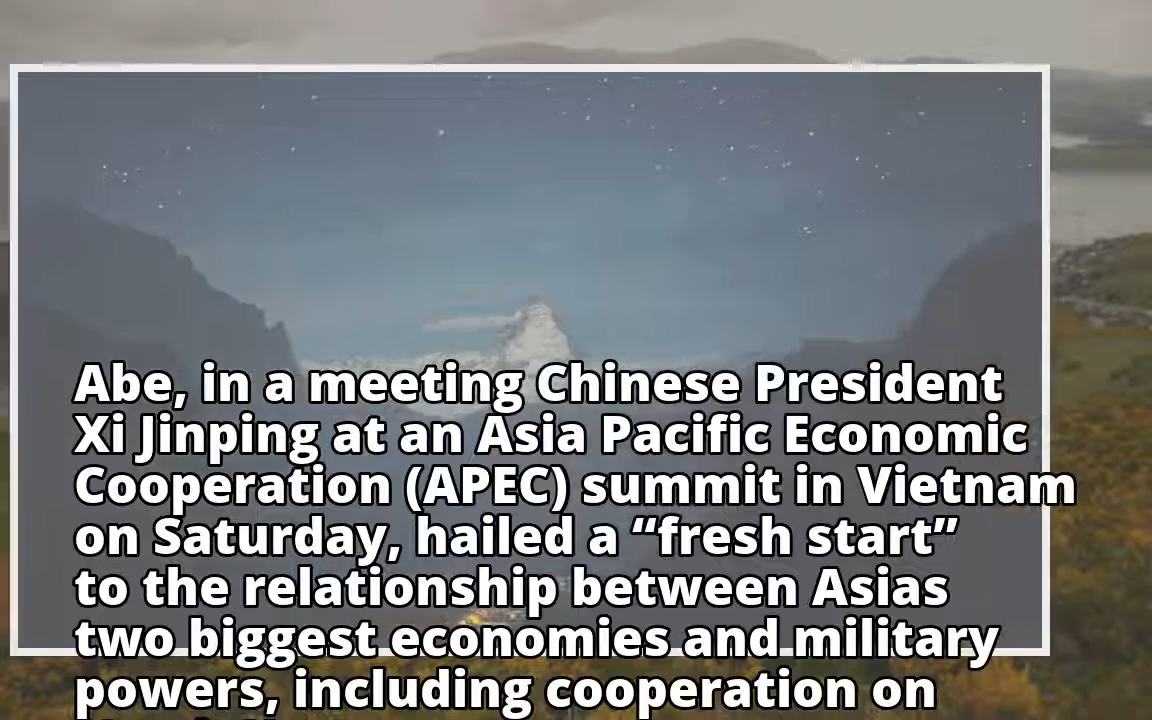 Abe, in a meeting Chinese President
Xi Jinping at an Asia Pacific Economic
Cooperation (APEC) summit in Vietnam
on Saturday, hailed a “fresh start”
to the relationship between Asias
two biggest economies and military
powers, including cooperation on